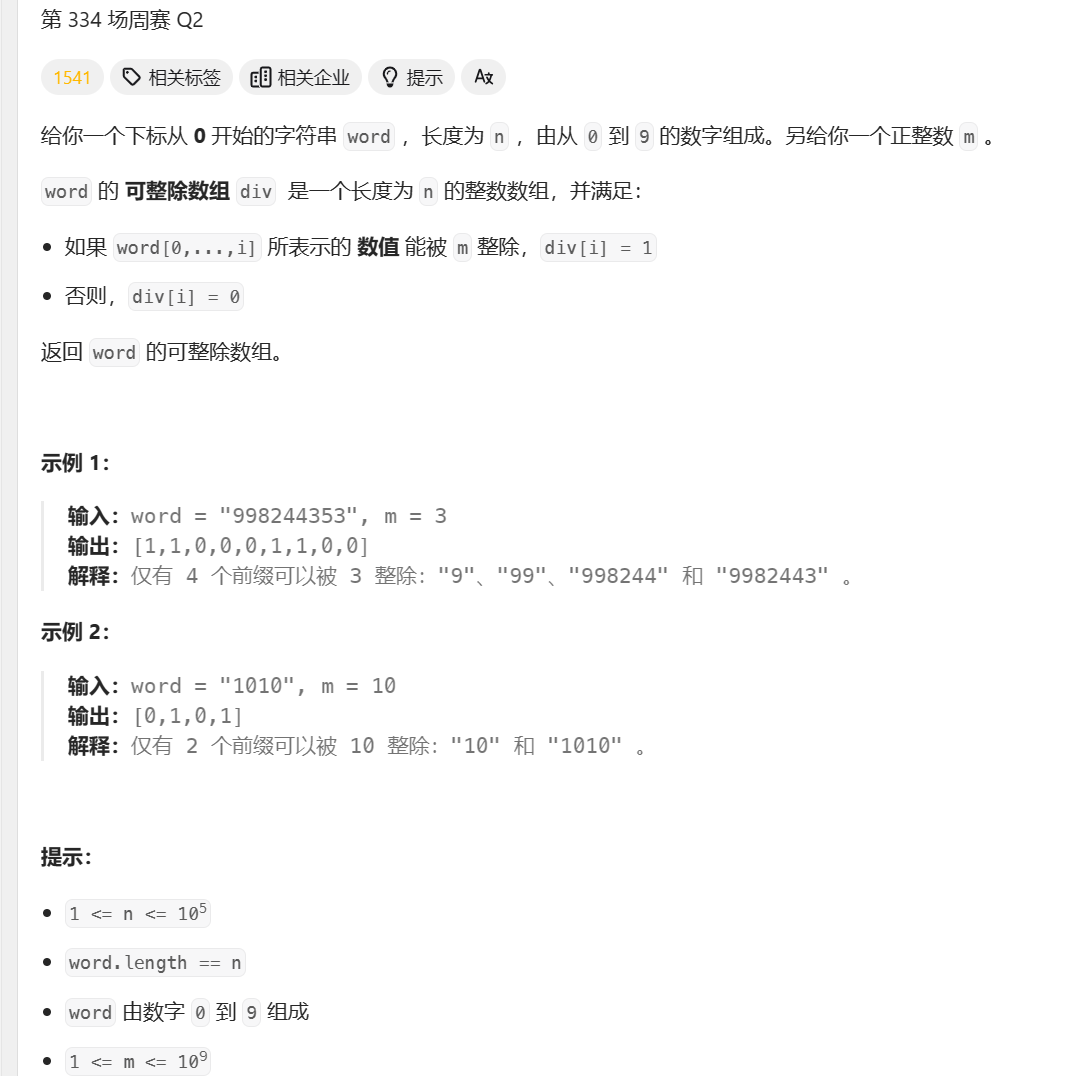 第 334 场周赛 Q2
1541 相关标签 相关企业 提示
给你一个下标从 0 开始的字符串 word ，长度为 n ，由从 0 到 9 的数字组成。另给你一个正整数 m 。
word 的 可整除数组 div 是一个长度为 n 的整数数组，并满足：
• 如果 word[0,...,i] 所表示的 数值 能被 m 整除，div[i] = 1
• 否则，div[i] = 0
返回 word 的可整除数组。
示例 1：
输入：word = "998244353", m = 3
输出：[1,1,0,0,0,1,1,0,0]
解释：仅有 4 个前缀可以被 3 整除："9"、"99"、"998244" 和 "9982443" 。
示例 2：
输入：word = "1010", m = 10
输出：[0,1,0,1]
解释：仅有 2 个前缀可以被 10 整除："10" 和 "1010" 。
提示：
• 1 <= n <= 10⁵
• word.length == n
• word 由数字 0 到 9 组成
• 1 <= m <= 10⁹